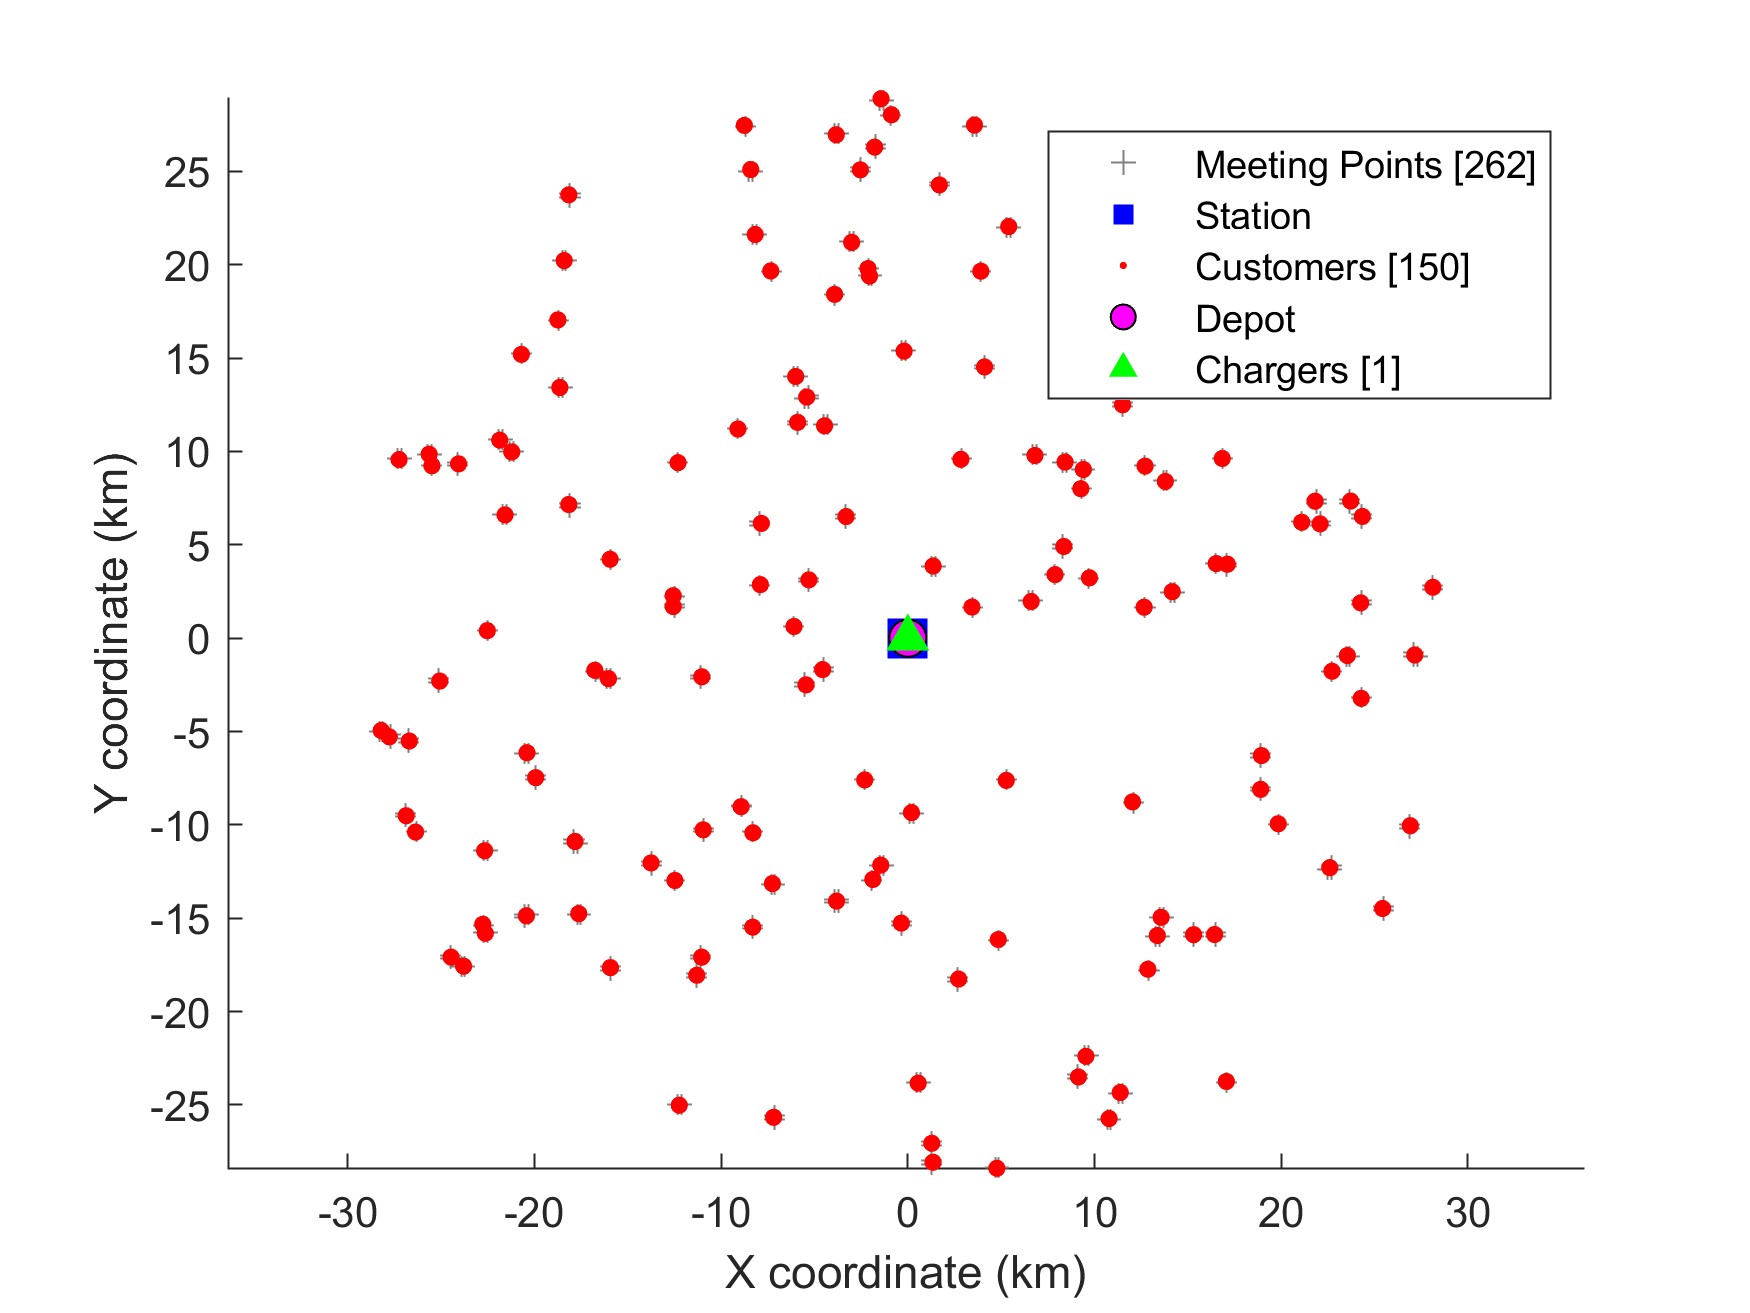 Meeting Points [262]
Station
Customers [150]
Depot
Chargers [1]
25
20
15
10
5
0
-5
-10
-15
-20
-25
Y coordinate (km)
-30 -20 -10 0 10 20 30
X coordinate (km)